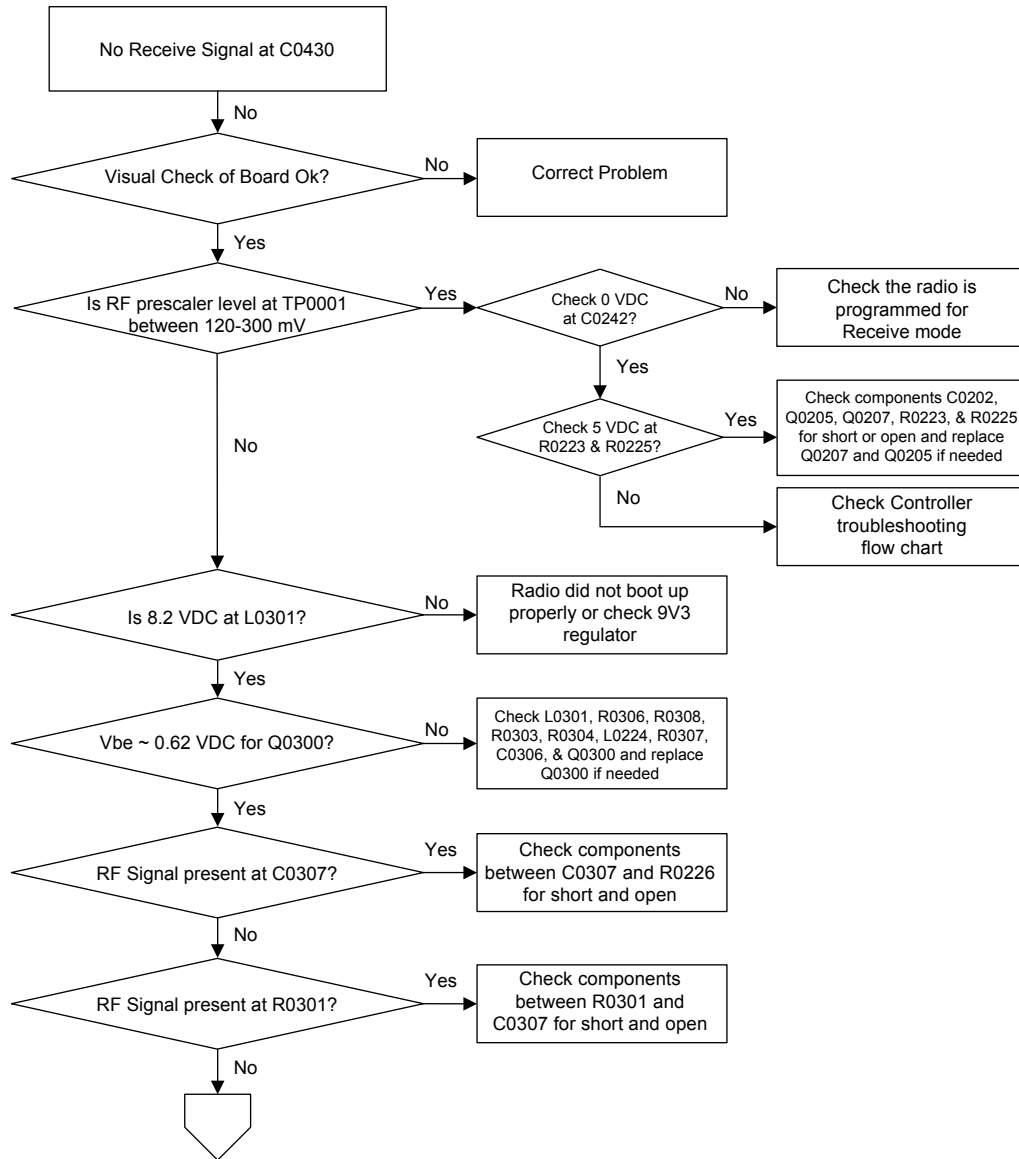 No Receive Signal at C0430
No
Visual Check of Board Ok?
No
Correct Problem
Yes
Is RF prescaler level at TP0001
between 120-300 mV
Yes
Check 0 VDC
at C0242?
No
Check the radio is
programmed for
Receive mode
Yes
Check 5 VDC at
R0223 & R0225?
Yes
Check components C0202,
Q0205, Q0207, R0223, & R0225
for short or open and replace
Q0207 and Q0205 if needed
No
Check Controller
troubleshooting
flow chart
No
Is 8.2 VDC at L0301?
No
Radio did not boot up
properly or check 9V3
regulator
Yes
Vbe ~ 0.62 VDC for Q0300?
No
Check L0301, R0306, R0308,
R0303, R0304, L0224, R0307,
C0306, & Q0300 and replace
Q0300 if needed
Yes
RF Signal present at C0307?
Yes
Check components
between C0307 and R0226
for short and open
No
RF Signal present at R0301?
Yes
Check components
between R0301 and
C0307 for short and open
No